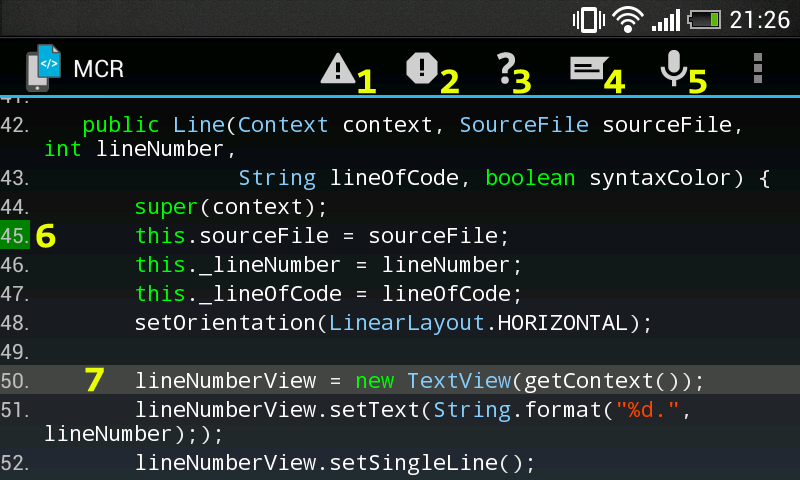 21:26
MCR
1 2 ? 3 4 5
41.
42. public Line(Context context, SourceFile sourceFile,
int lineNumber,
43. String lineOfCode, boolean syntaxColor) {
44. super(context);
45. 6 this.sourceFile = sourceFile;
46. this._lineNumber = lineNumber;
47. this._lineOfCode = lineOfCode;
48. setOrientation(LinearLayout.HORIZONTAL);
49.
50. 7 lineNumberView = new TextView(getContext());
51. lineNumberView.setText(String.format("%d.",
lineNumber););
52. lineNumberView.setSingleLine();